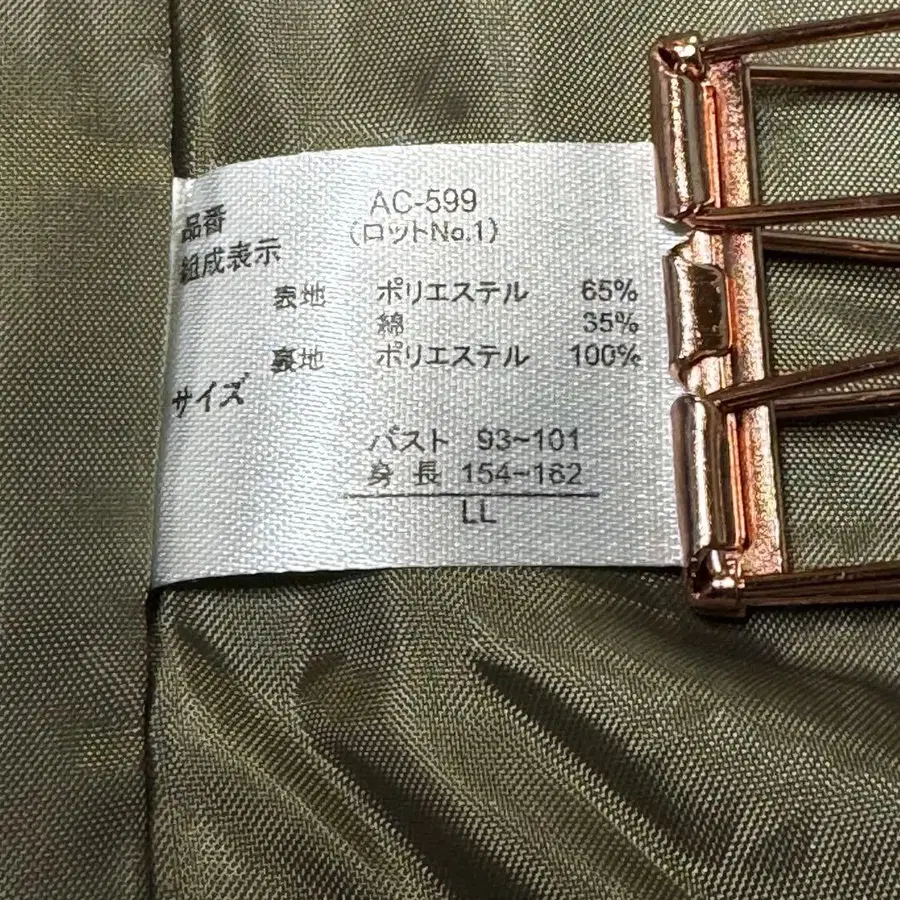 品番 AC-599
(ロットNo.1)
組成表示
表地 ポリエステル 65%
綿 35%
裏地 ポリエステル 100%
サイズ
バスト 93~101
身長 154~162
LL